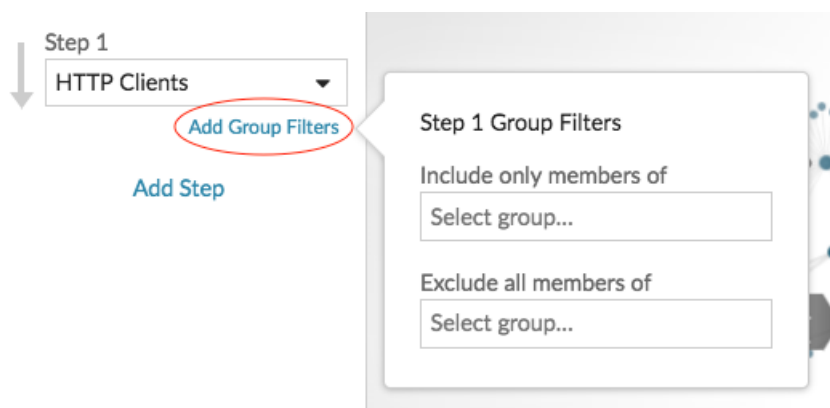 Step 1
HTTP Clients
Add Group Filters
Add Step
Step 1 Group Filters
Include only members of
Select group...
Exclude all members of
Select group...